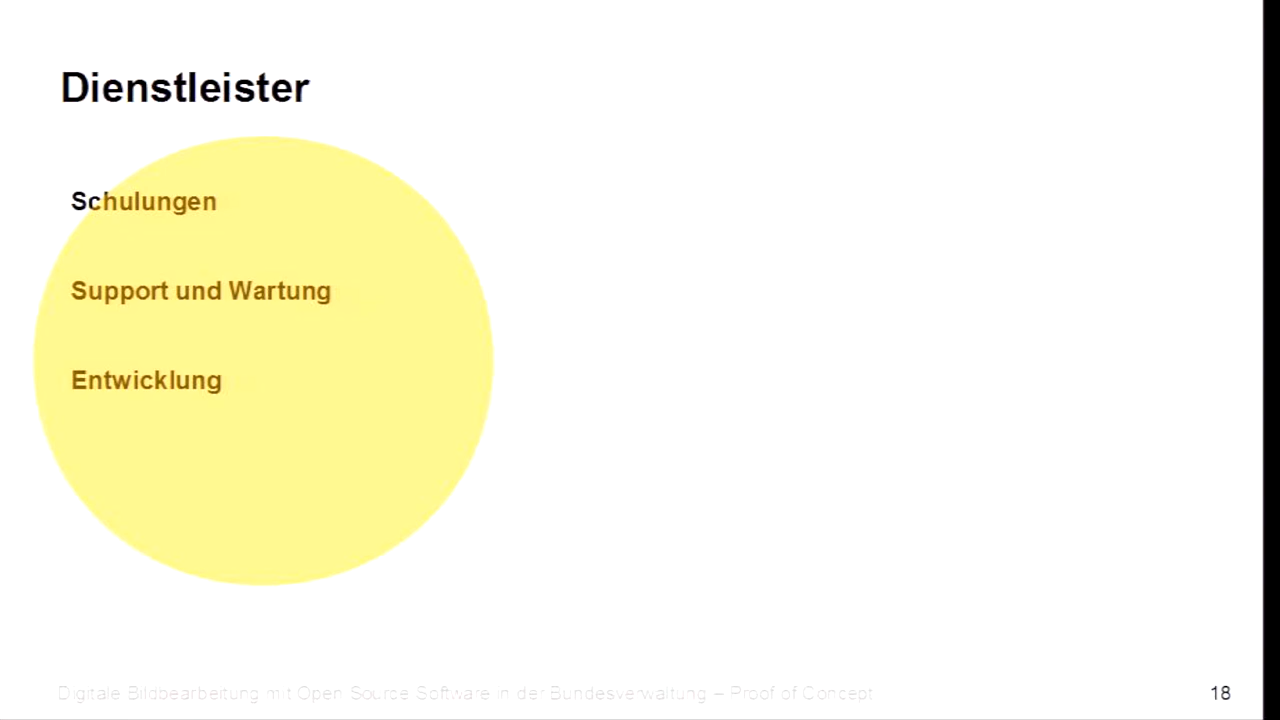 Dienstleister
Schulungen
Support und Wartung
Entwicklung
Digitale Bildbearbeitung mit Open Source Software in der Bundesverwaltung – Proof of Concept
18